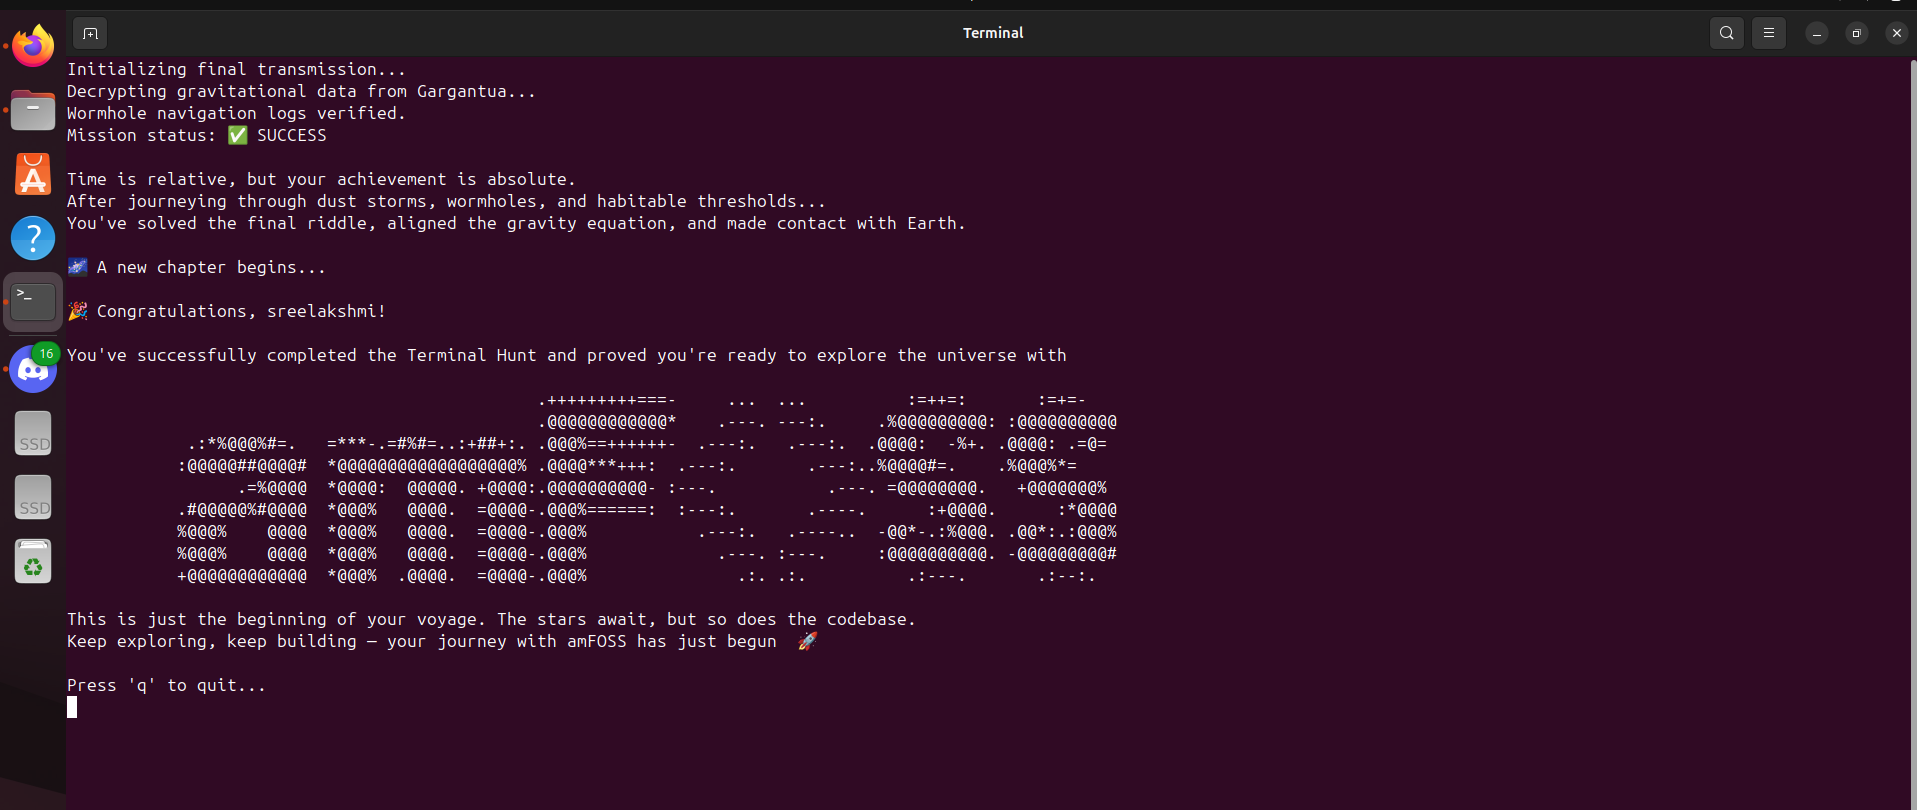 Terminal
Initializing final transmission...
Decrypting gravitational data from Gargantua...
Wormhole navigation logs verified.
Mission status: ✅ SUCCESS
Time is relative, but your achievement is absolute.
After journeying through dust storms, wormholes, and habitable thresholds...
You've solved the final riddle, aligned the gravity equation, and made contact with Earth.
🌌 A new chapter begins...
🎉 Congratulations, sreelakshmi!
You've successfully completed the Terminal Hunt and proved you're ready to explore the universe with
amFOSS
This is just the beginning of your voyage. The stars await, but so does the codebase.
Keep exploring, keep building — your journey with amFOSS has just begun 🚀
Press 'q' to quit...
16
SSD
SSD